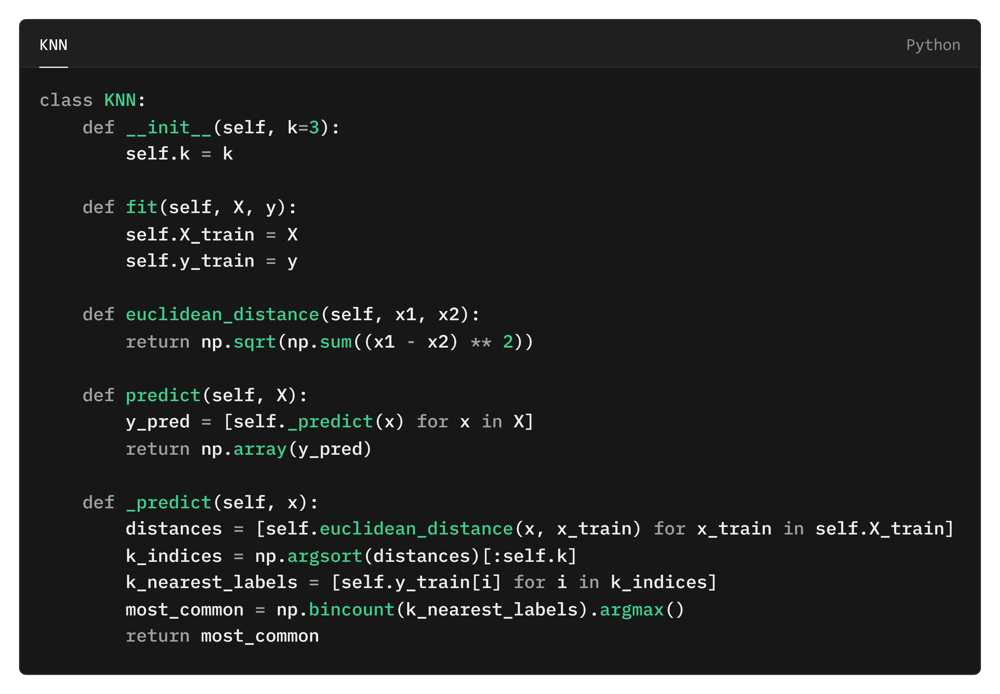 KNN
Python
class KNN:
    def __init__(self, k=3):
        self.k = k
    def fit(self, X, y):
        self.X_train = X
        self.y_train = y
    def euclidean_distance(self, x1, x2):
        return np.sqrt(np.sum((x1 - x2) ** 2))
    def predict(self, X):
        y_pred = [self._predict(x) for x in X]
        return np.array(y_pred)
    def _predict(self, x):
        distances = [self.euclidean_distance(x, x_train) for x_train in self.X_train]
        k_indices = np.argsort(distances)[:self.k]
        k_nearest_labels = [self.y_train[i] for i in k_indices]
        most_common = np.bincount(k_nearest_labels).argmax()
        return most_common